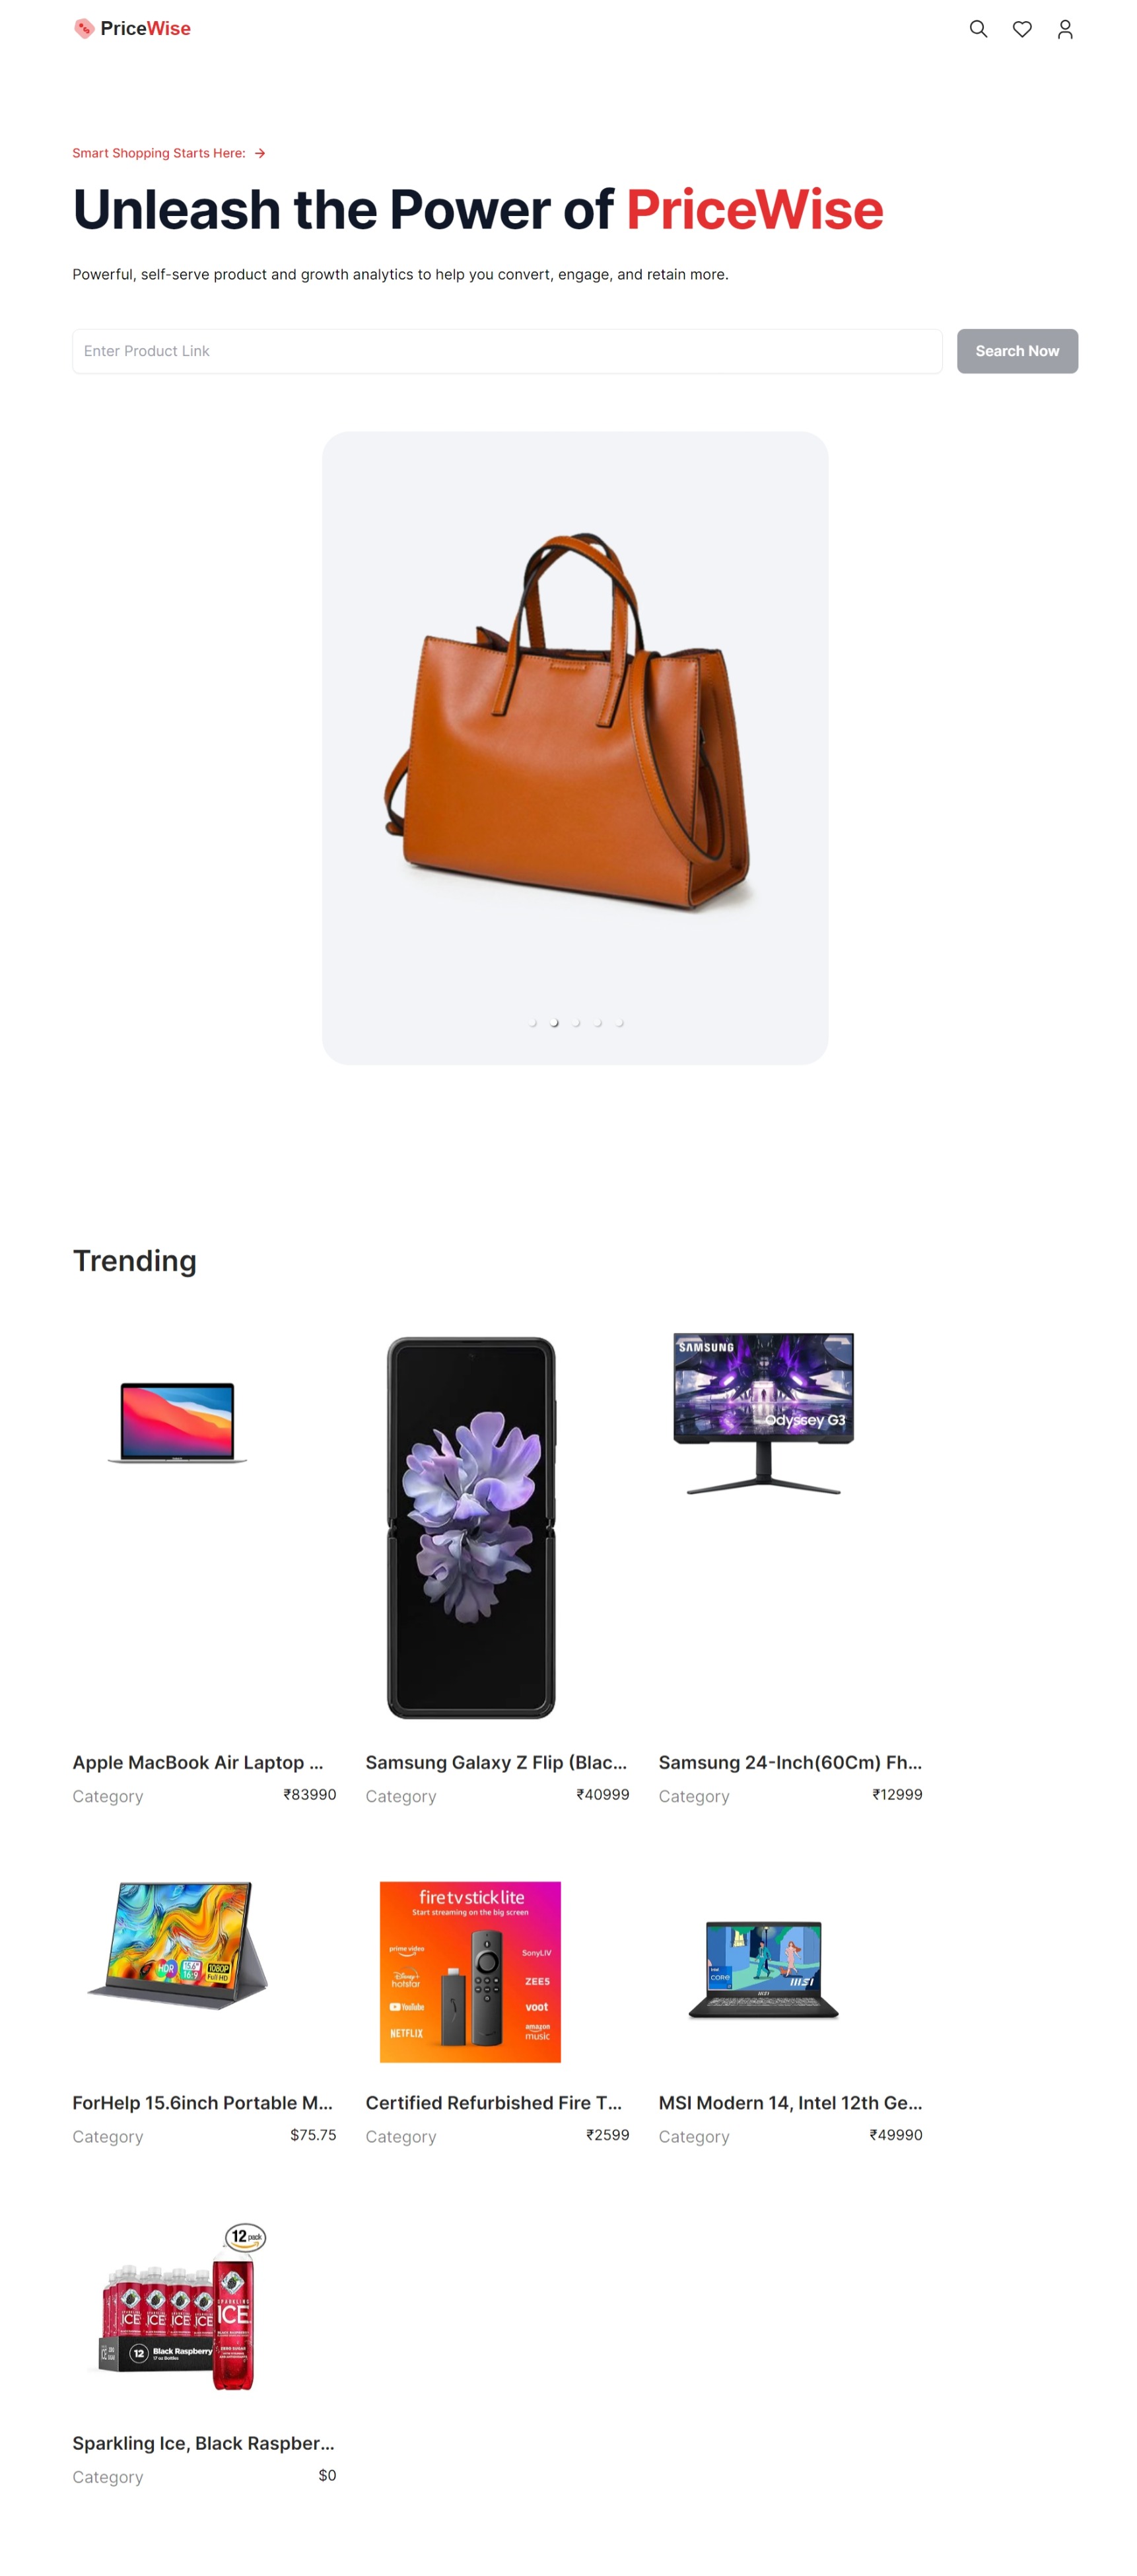 PriceWise
Smart Shopping Starts Here:
Unleash the Power of PriceWise
Powerful, self-serve product and growth analytics to help you convert, engage, and retain more.
Enter Product Link
Search Now
Trending
SAMSUNG
Odyssey G3
Apple MacBook Air Laptop ...
Category ₹83990
Samsung Galaxy Z Flip (Blac...
Category ₹40999
Samsung 24-Inch(60Cm) Fh...
Category ₹12999
HDR
15.6"
16:9
1080P
Full HD
fire tv stick lite
Start streaming on the big screen
prime video
Disney+
hotstar
YouTube
NETFLIX
SonyLIV
ZEE5
voot
amazon
music
intel
CORE
msi
msi
ForHelp 15.6inch Portable M...
Category $75.75
Certified Refurbished Fire T...
Category ₹2599
MSI Modern 14, Intel 12th Ge...
Category ₹49990
12 pack
ICE
ICE
ICE
ICE
SPARKLING
ICE
12 Black Raspberry
17 oz Bottles
Sparkling Ice, Black Raspber...
Category $0